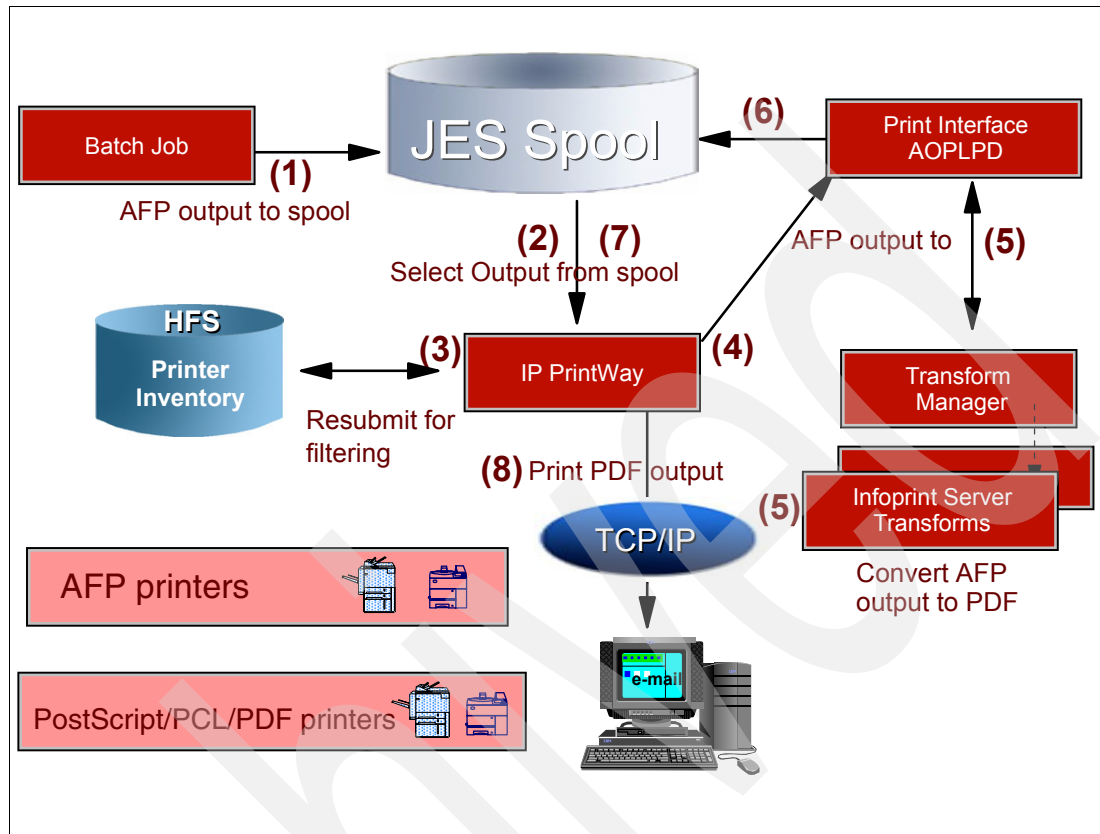 JES Spool
Batch Job
(1)
AFP output to spool
(6)
Print Interface
AOPLPD
(2)
(7)
Select Output from spool
AFP output to
(5)
HFS
Printer
Inventory
(3)
IP PrintWay
(4)
Resubmit for
filtering
Transform
Manager
(8) Print PDF output
(5)
Infoprint Server
Transforms
TCP/IP
Convert AFP
output to PDF
AFP printers
e-mail
PostScript/PCL/PDF printers